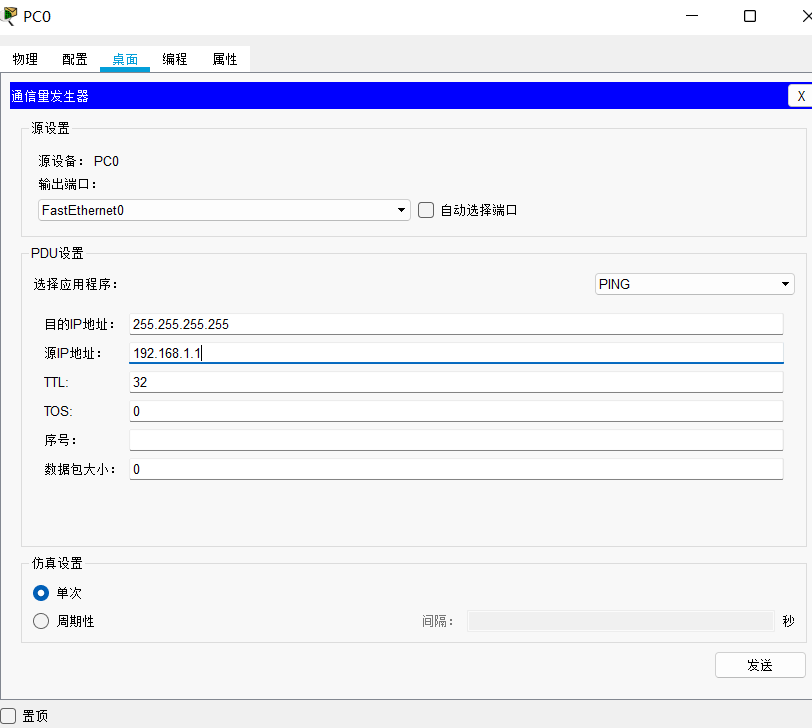 PC0
物理 配置 桌面 编程 属性
通信量发生器 X
源设置
源设备： PC0
输出端口：
FastEthernet0 自动选择端口
PDU设置
选择应用程序： PING
目的IP地址： 255.255.255.255
源IP地址： 192.168.1.1
TTL: 32
TOS: 0
序号：
数据包大小： 0
仿真设置
单次
周期性 间隔： 秒
发送
置顶